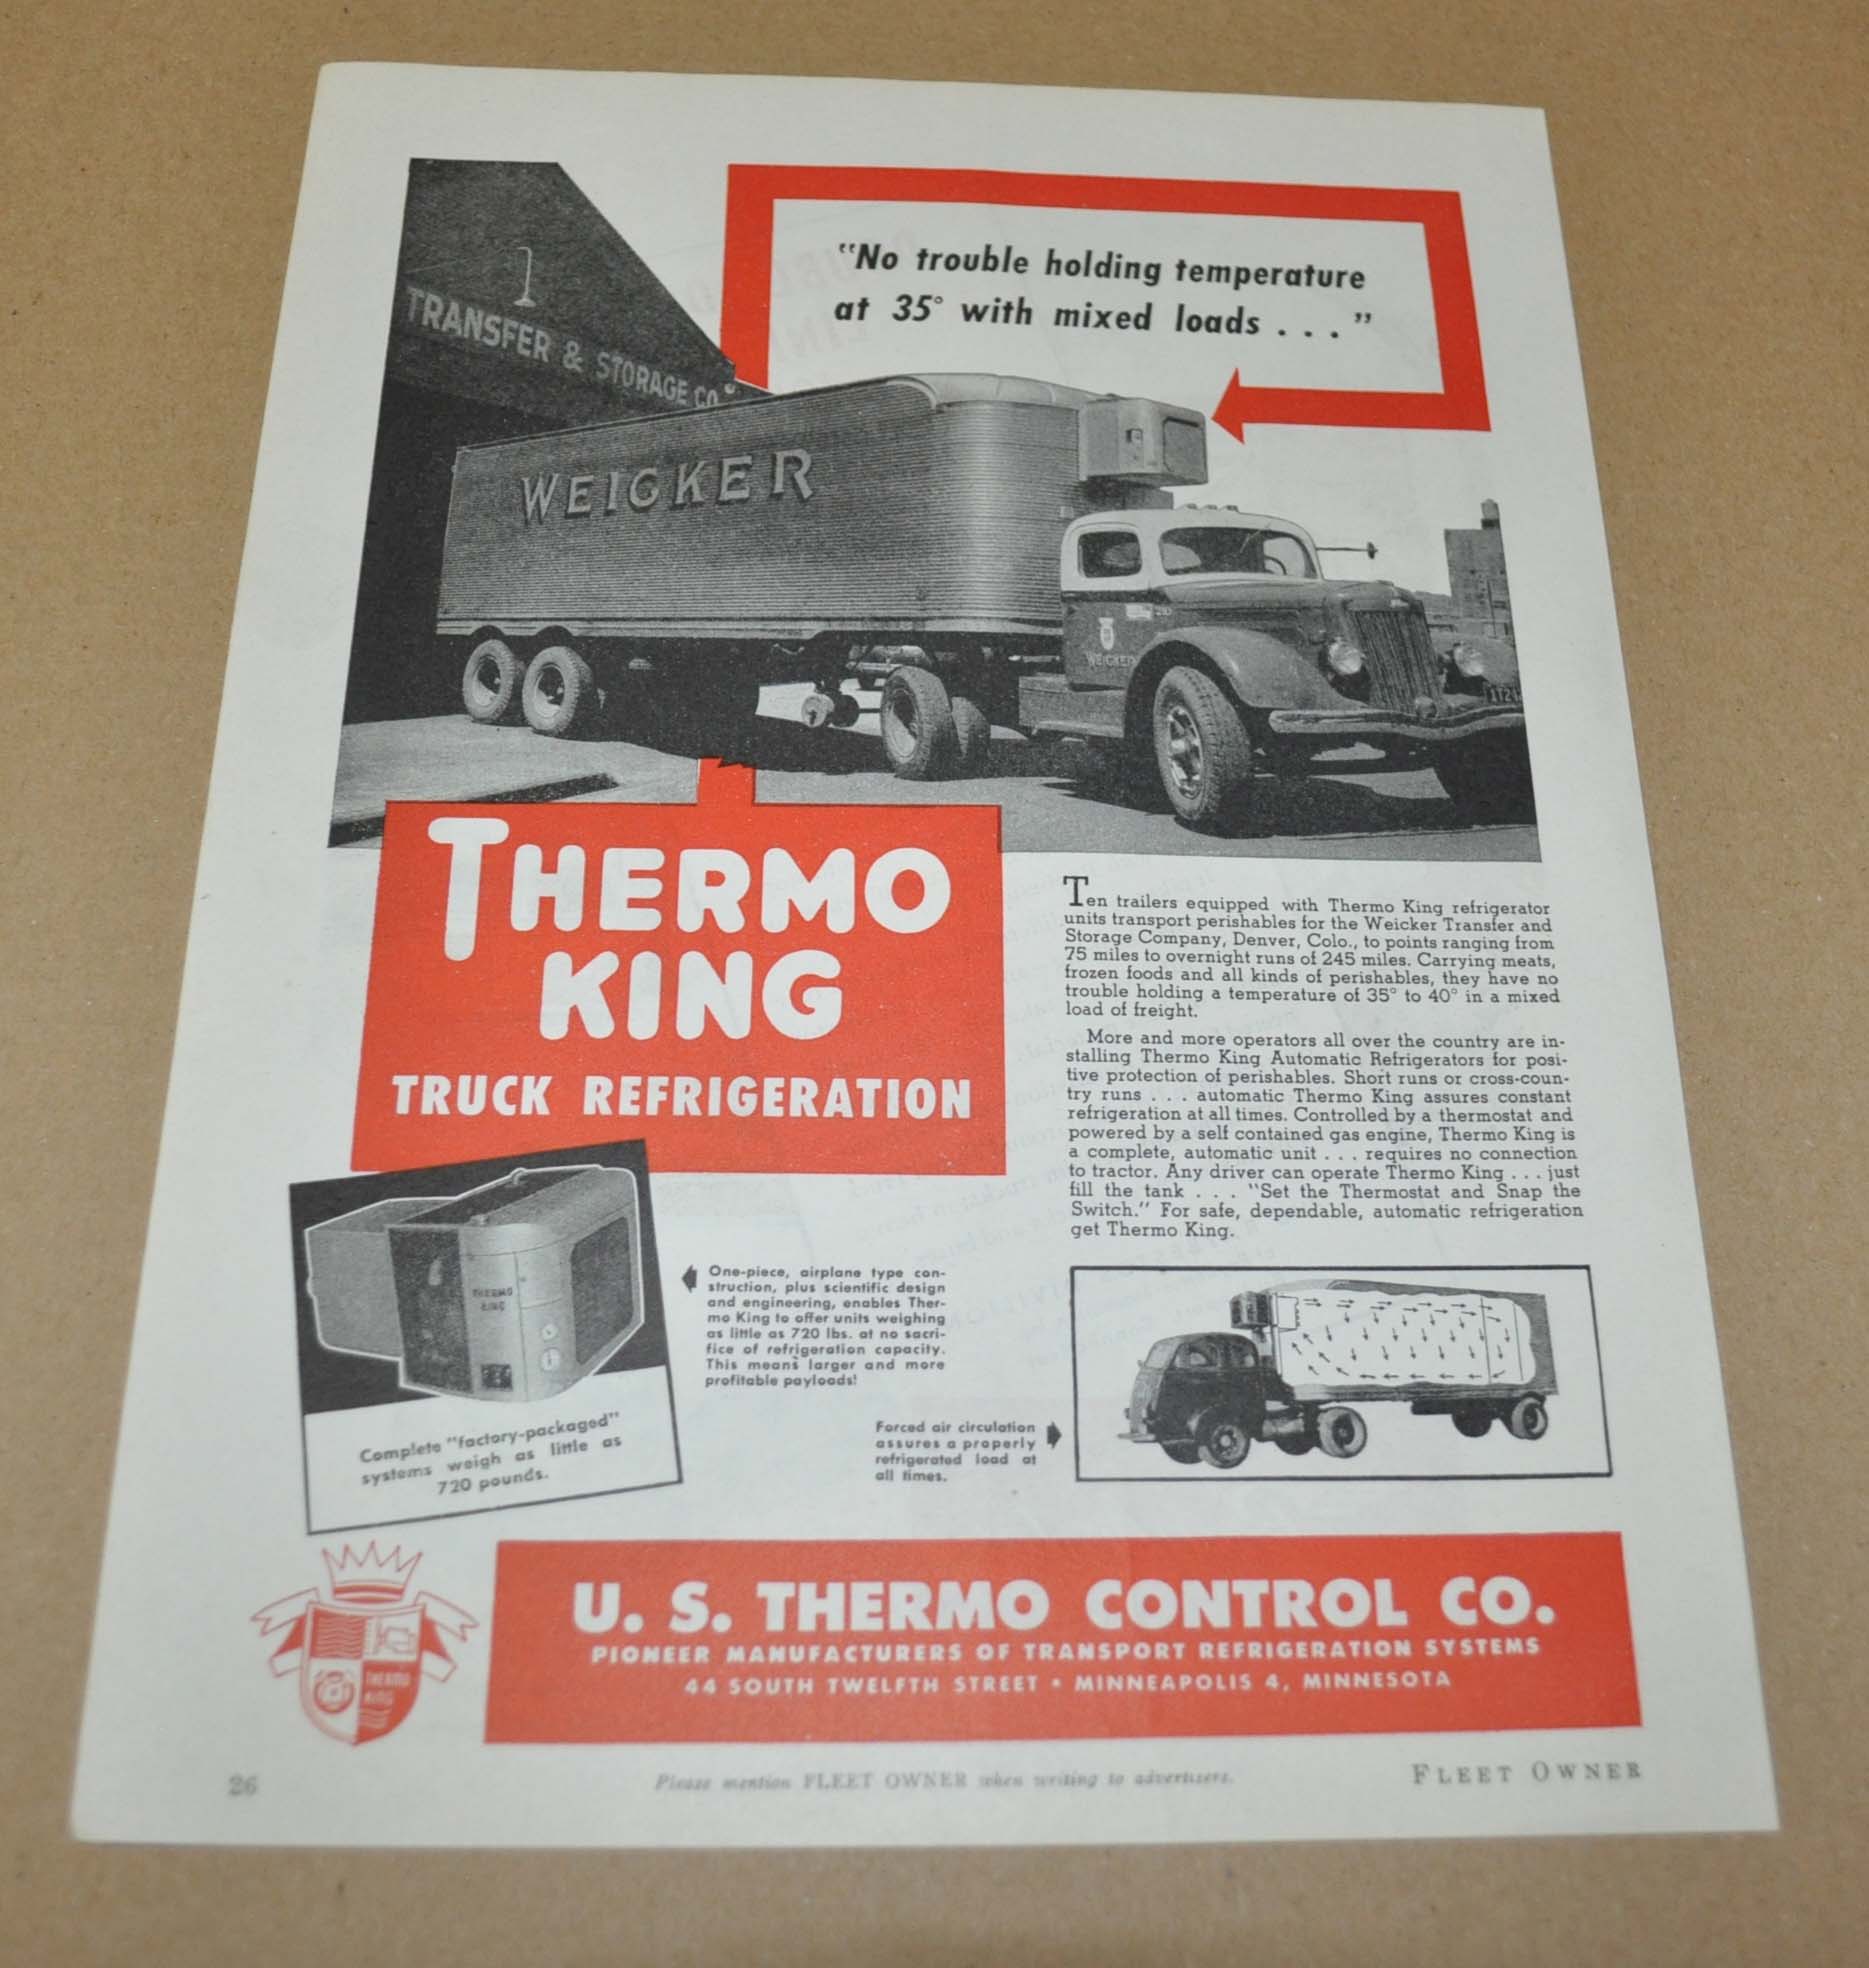 "No trouble holding temperature
at 35° with mixed loads . . ."
TRANSFER & STORAGE CO.
WEICKER
WEICKER
THERMO
KING
TRUCK REFRIGERATION
Ten trailers equipped with Thermo King refrigerator
units transport perishables for the Weicker Transfer and
Storage Company, Denver, Colo., to points ranging from
75 miles to overnight runs of 245 miles. Carrying meats,
frozen foods and all kinds of perishables, they have no
trouble holding a temperature of 35° to 40° in a mixed
load of freight.
More and more operators all over the country are in-
stalling Thermo King Automatic Refrigerators for posi-
tive protection of perishables. Short runs or cross-coun-
try runs . . . automatic Thermo King assures constant
refrigeration at all times. Controlled by a thermostat and
powered by a self contained gas engine, Thermo King is
a complete, automatic unit . . . requires no connection
to tractor. Any driver can operate Thermo King . . . just
fill the tank . . . "Set the Thermostat and Snap the
Switch." For safe, dependable, automatic refrigeration
get Thermo King.
THERMO
KING
One-piece, airplane type con-
struction, plus scientific design
and engineering, enables Ther-
mo King to offer units weighing
as little as 720 lbs. at no sacri-
fice of refrigeration capacity.
This means larger and more
profitable payloads!
Complete "factory-packaged"
systems weigh as little as
720 pounds.
Forced air circulation
assures a properly
refrigerated load at
all times.
THERMO
KING
U. S. THERMO CONTROL CO.
PIONEER MANUFACTURERS OF TRANSPORT REFRIGERATION SYSTEMS
44 SOUTH TWELFTH STREET • MINNEAPOLIS 4, MINNESOTA
26
Please mention FLEET OWNER when writing to advertisers.
FLEET OWNER